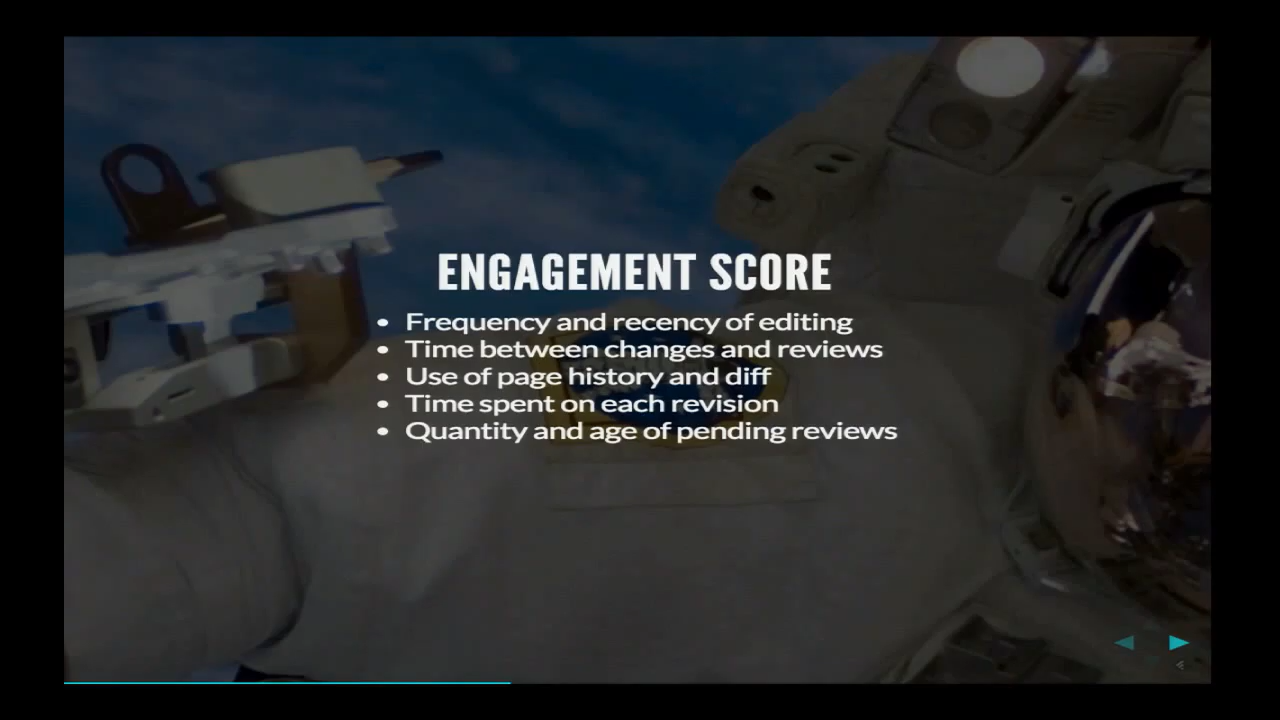 ENGAGEMENT SCORE
• Frequency and recency of editing
• Time between changes and reviews
• Use of page history and diff
• Time spent on each revision
• Quantity and age of pending reviews